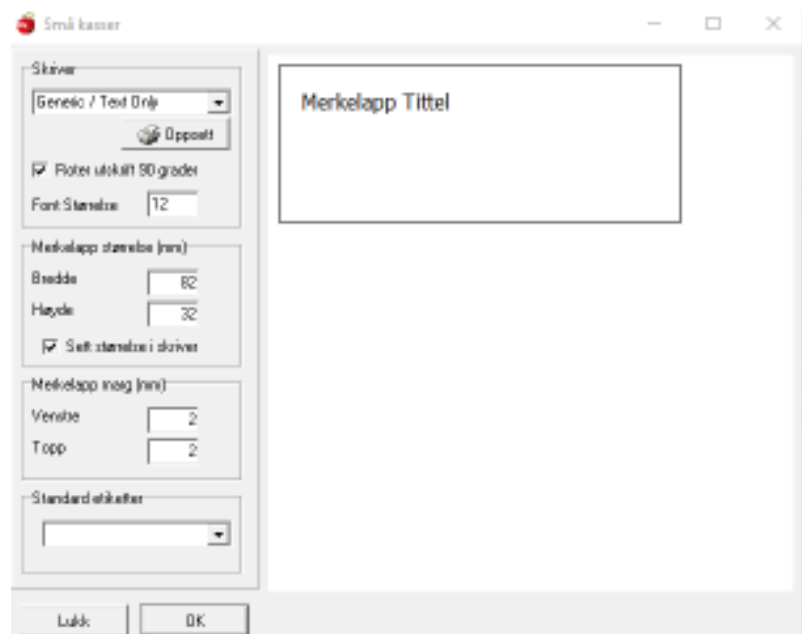 Små kasser
Skriver
Generic / Text Only
Oppsett
Roter utskrift 90 grader
Font Størrelse 12
Merkelapp størrelse (mm)
Bredde 82
Høyde 32
Sett størrelse i skriver
Merkelapp marg (mm)
Venstre 2
Topp 2
Standard etiketter
Lukk OK
Merkelapp Tittel